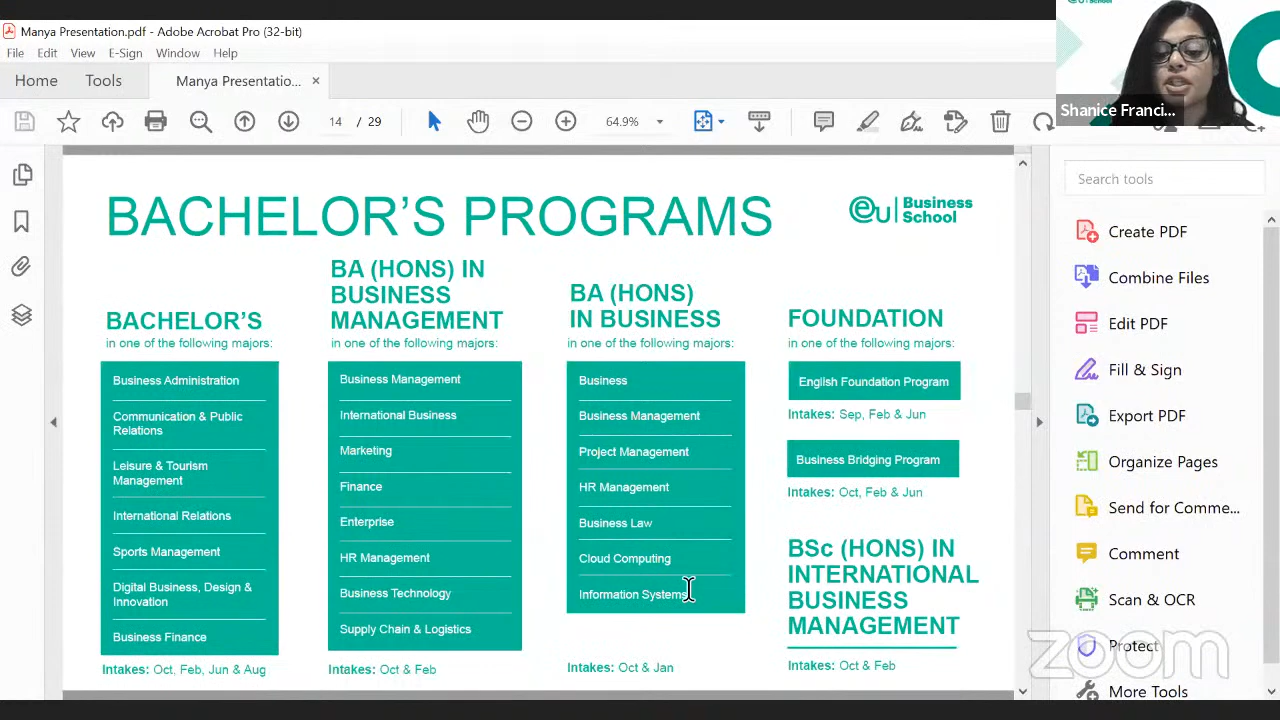 Manya Presentation.pdf - Adobe Acrobat Pro (32-bit)
File Edit View E-Sign Window Help
Home Tools Manya Presentatio... ×
14 / 29 64.9%
Shanice Franci...
BACHELOR'S PROGRAMS
eu Business School
BACHELOR'S
in one of the following majors:
Business Administration
Communication & Public
Relations
Leisure & Tourism
Management
International Relations
Sports Management
Digital Business, Design &
Innovation
Business Finance
Intakes: Oct, Feb, Jun & Aug
BA (HONS) IN
BUSINESS
MANAGEMENT
in one of the following majors:
Business Management
International Business
Marketing
Finance
Enterprise
HR Management
Business Technology
Supply Chain & Logistics
Intakes: Oct & Feb
BA (HONS)
IN BUSINESS
in one of the following majors:
Business
Business Management
Project Management
HR Management
Business Law
Cloud Computing
Information Systems
Intakes: Oct & Jan
FOUNDATION
in one of the following majors:
English Foundation Program
Intakes: Sep, Feb & Jun
Business Bridging Program
Intakes: Oct, Feb & Jun
BSc (HONS) IN
INTERNATIONAL
BUSINESS
MANAGEMENT
Intakes: Oct & Feb
Search tools
Create PDF
Combine Files
Edit PDF
Fill & Sign
Export PDF
Organize Pages
Send for Comme...
Comment
Scan & OCR
Protect
More Tools
zoom